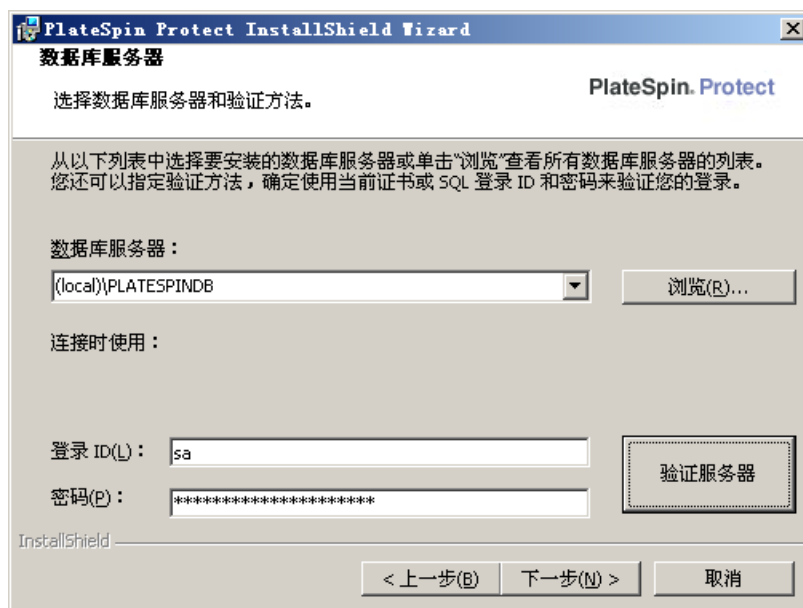 PlateSpin Protect InstallShield Wizard
数据库服务器
选择数据库服务器和验证方法。
PlateSpin. Protect
从以下列表中选择要安装的数据库服务器或单击“浏览”查看所有数据库服务器的列表。
您还可以指定验证方法，确定使用当前证书或 SQL 登录 ID 和密码来验证您的登录。
数据库服务器：
(local)\PLATESPINDB
浏览(R)...
连接时使用：
登录 ID(L)：
sa
验证服务器
密码(P)：
*********************
InstallShield
< 上一步(B)
下一步(N) >
取消